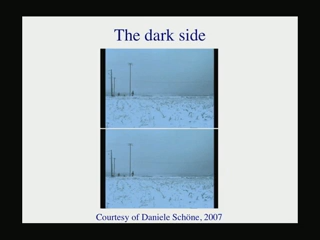 The dark side
Courtesy of Daniele Schöne, 2007